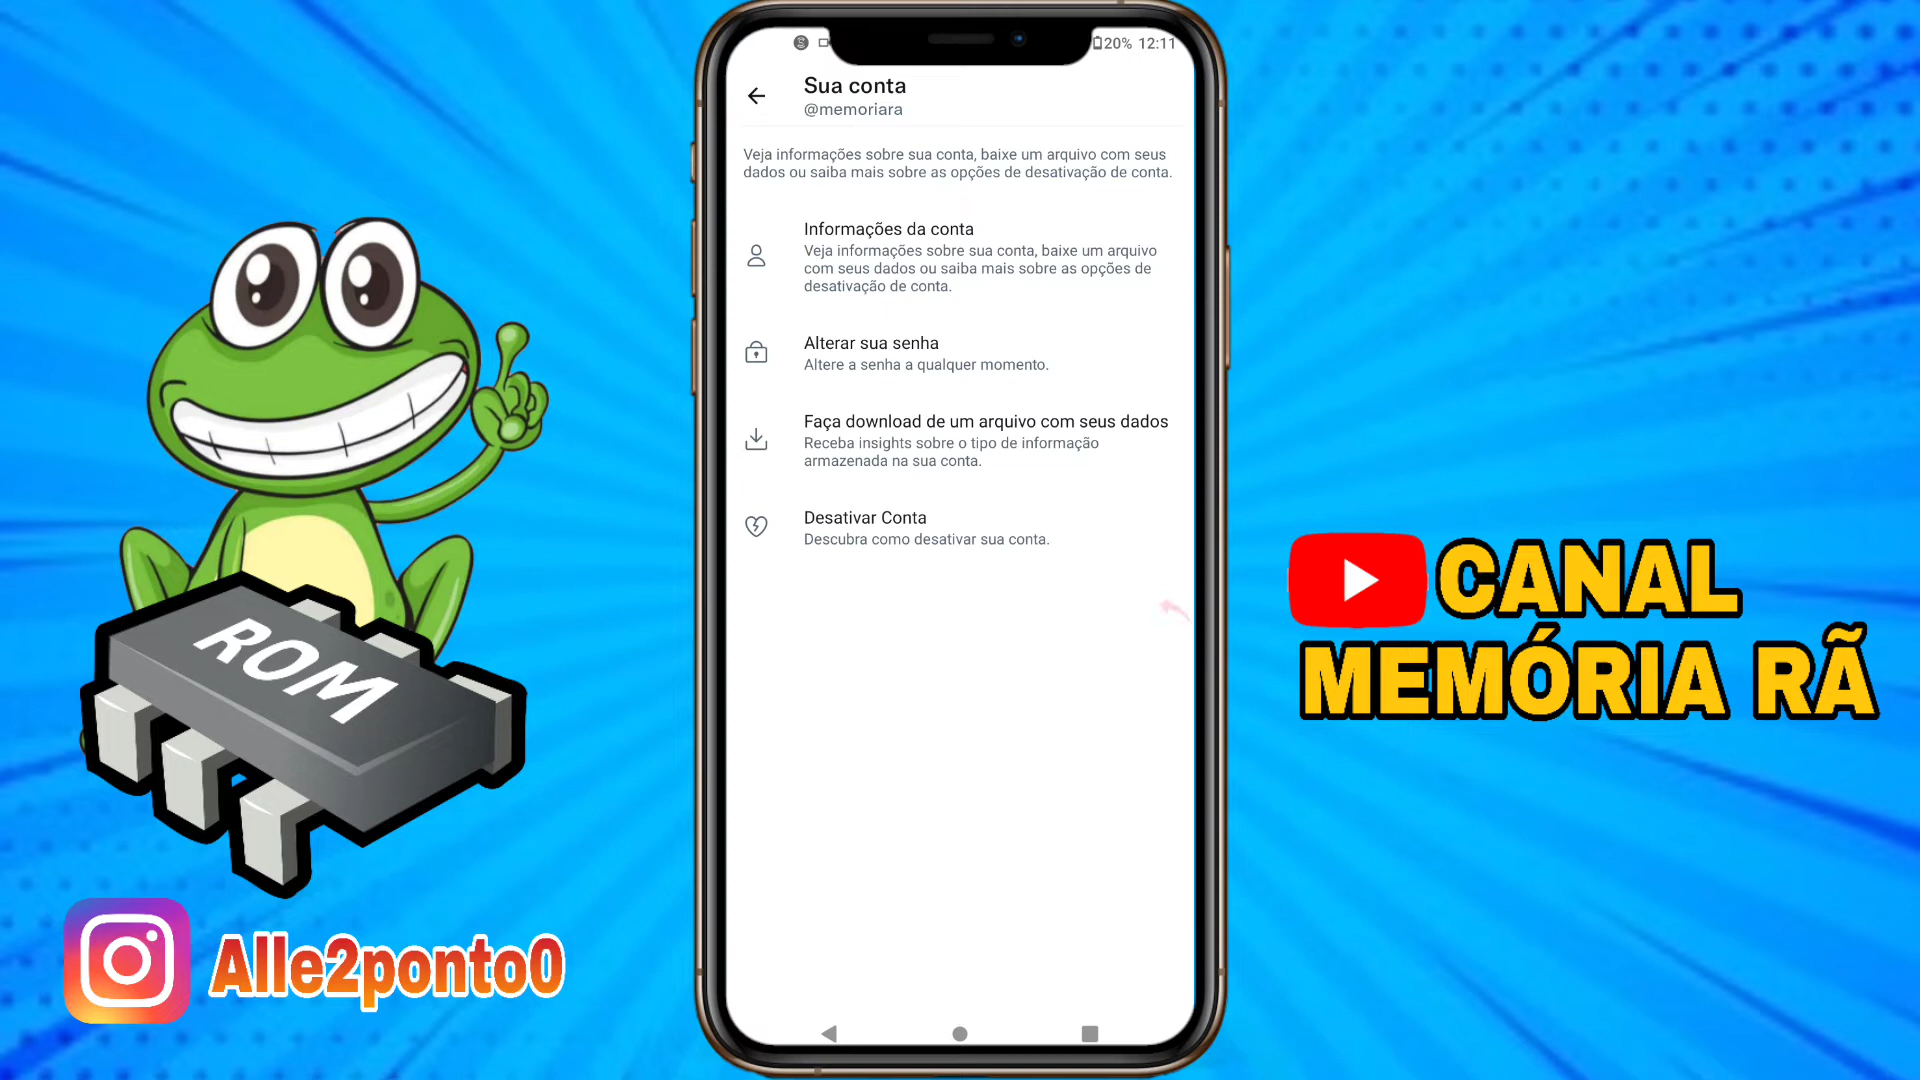 20% 12:11
Sua conta
@memoriara
Veja informações sobre sua conta, baixe um arquivo com seus
dados ou saiba mais sobre as opções de desativação de conta.
Informações da conta
Veja informações sobre sua conta, baixe um arquivo
com seus dados ou saiba mais sobre as opções de
desativação de conta.
Alterar sua senha
Altere a senha a qualquer momento.
Faça download de um arquivo com seus dados
Receba insights sobre o tipo de informação
armazenada na sua conta.
Desativar Conta
Descubra como desativar sua conta.
ROM
Alle2ponto0
CANAL
MEMÓRIA RÃ